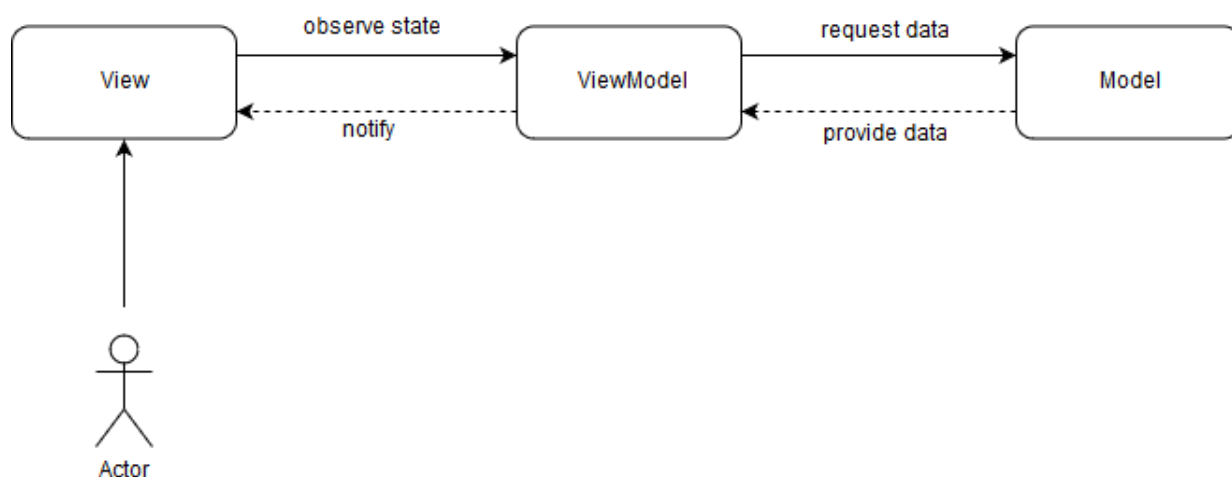 observe state
request data
View
ViewModel
Model
notify
provide data
Actor